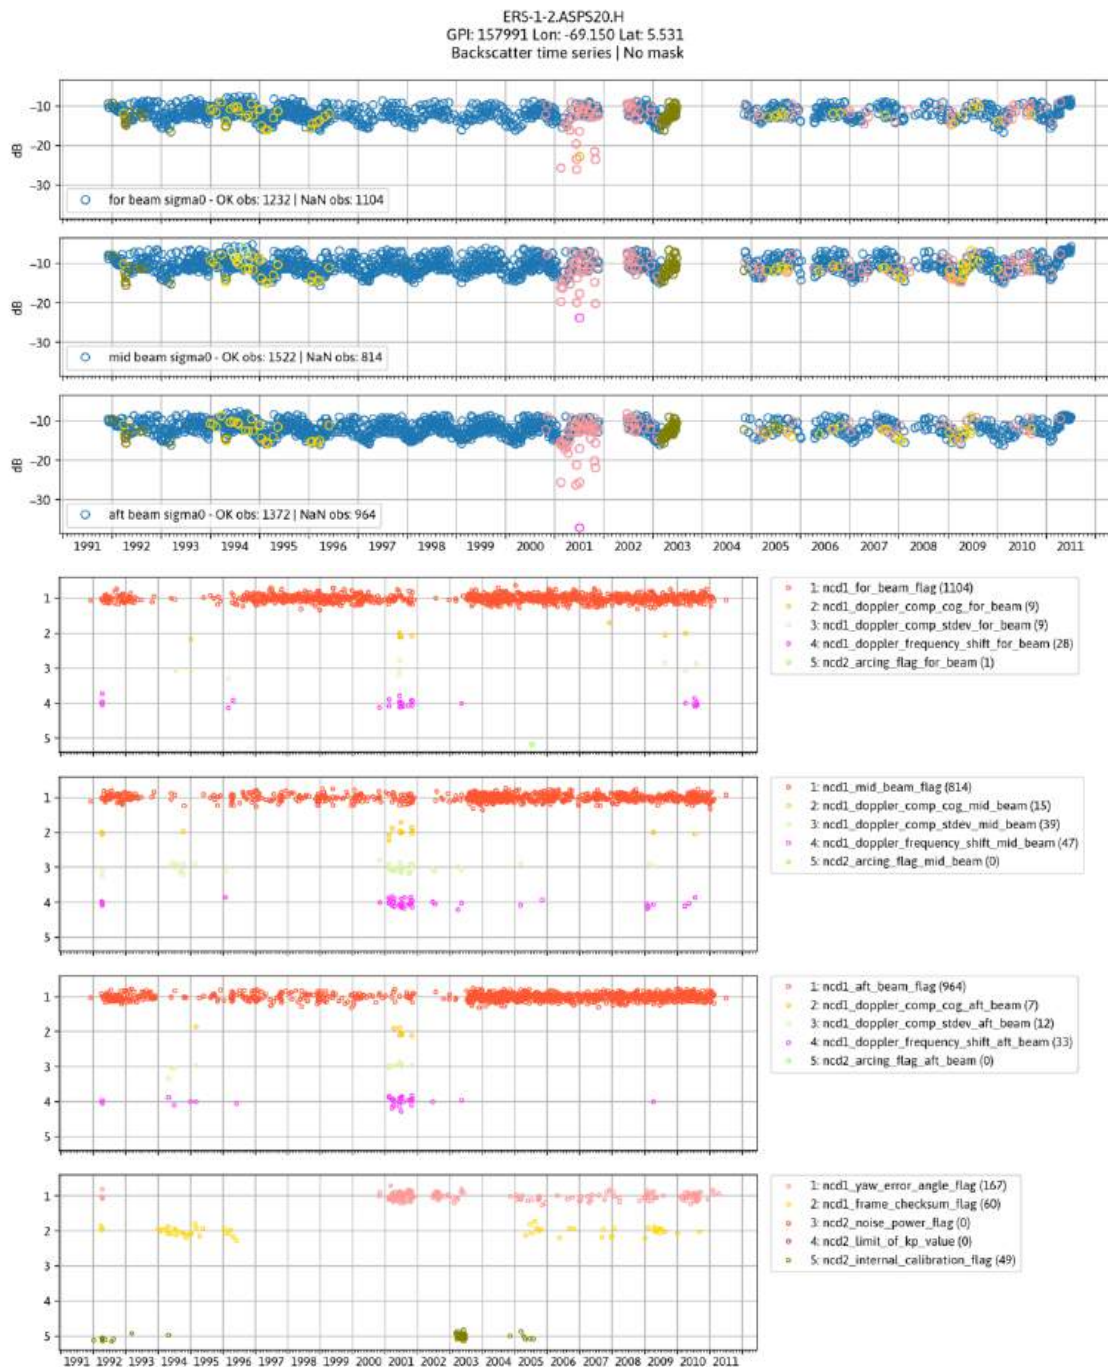 ERS-1-2.ASPS20.H
GPI: 157991 Lon: -69.150 Lat: 5.531
Backscatter time series | No mask
−10
−20
−30
dB
for beam sigma0 - OK obs: 1232 | NaN obs: 1104
−10
−20
−30
dB
mid beam sigma0 - OK obs: 1522 | NaN obs: 814
−10
−20
−30
dB
aft beam sigma0 - OK obs: 1372 | NaN obs: 964
1991 1992 1993 1994 1995 1996 1997 1998 1999 2000 2001 2002 2003 2004 2005 2006 2007 2008 2009 2010 2011
1
2
3
4
5
1: ncd1_for_beam_flag (1104)
2: ncd1_doppler_comp_cog_for_beam (9)
3: ncd1_doppler_comp_stdev_for_beam (9)
4: ncd1_doppler_frequency_shift_for_beam (28)
5: ncd2_arcing_flag_for_beam (1)
1
2
3
4
5
1: ncd1_mid_beam_flag (814)
2: ncd1_doppler_comp_cog_mid_beam (15)
3: ncd1_doppler_comp_stdev_mid_beam (39)
4: ncd1_doppler_frequency_shift_mid_beam (47)
5: ncd2_arcing_flag_mid_beam (0)
1
2
3
4
5
1: ncd1_aft_beam_flag (964)
2: ncd1_doppler_comp_cog_aft_beam (7)
3: ncd1_doppler_comp_stdev_aft_beam (12)
4: ncd1_doppler_frequency_shift_aft_beam (33)
5: ncd2_arcing_flag_aft_beam (0)
1
2
3
4
5
1: ncd1_yaw_error_angle_flag (167)
2: ncd1_frame_checksum_flag (60)
3: ncd2_noise_power_flag (0)
4: ncd2_limit_of_kp_value (0)
5: ncd2_internal_calibration_flag (49)
1991 1992 1993 1994 1995 1996 1997 1998 1999 2000 2001 2002 2003 2005 2006 2007 2008 2009 2010 2011